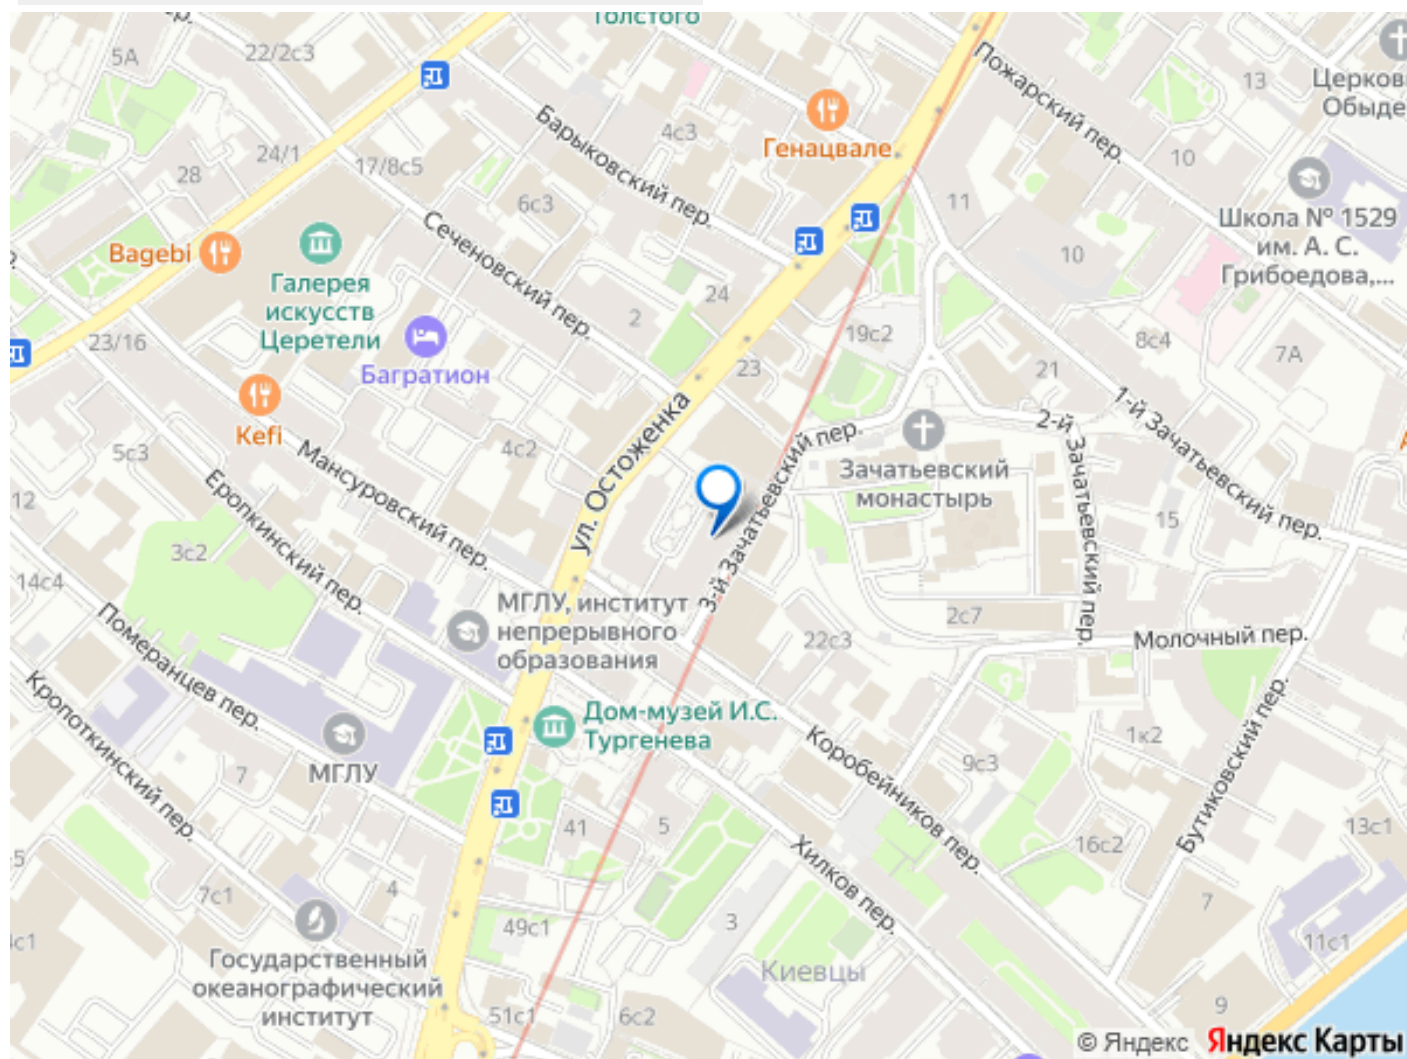 Толстого
пер.
5А
22/2с3
Пожарский пер.
13
Церковь
Обыде
Генацвале
4с3
Барыковский пер.
24/1
17/8с5
28
10
11
6с3
Школа № 1529
им. А. С.
Грибоедова,...
Bagebi
Сеченовский пер.
10
Галерея
искусств
Церетели
24
2
23/16
19с2
8с4
7А
Багратион
23
21
1-й Зачатьевский пер.
Kefi
ул. Остоженка
4с2
5с3
3-й Зачатьевский пер.
2-й Зачатьевский пер.
Зачатьевский
монастырь
Мансуровский пер.
Еропкинский пер.
12
15
3с2
14с4
МГЛУ, институт
непрерывного
образования
2с7
22с3
Молочный пер.
Померанцев пер.
Кропоткинский пер.
Дом-музей И.С.
Тургенева
МГЛУ
7
Коробейников пер.
9с3
1к2
Бутиковский пер.
41
5
Хилков пер.
16с2
13с1
4
7с1
3
7
49с1
11с1
Государственный
океанографический
институт
Киевцы
9
51с1
6с2
© Яндекс Яндекс Карты